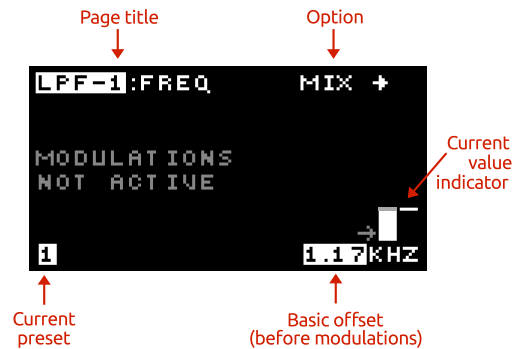 Page title
Option
LPF-1:FREQ
MIX →
MODULATIONS
NOT ACTIVE
Current
value
indicator
1
1.17KHZ
Current
preset
Basic offset
(before modulations)